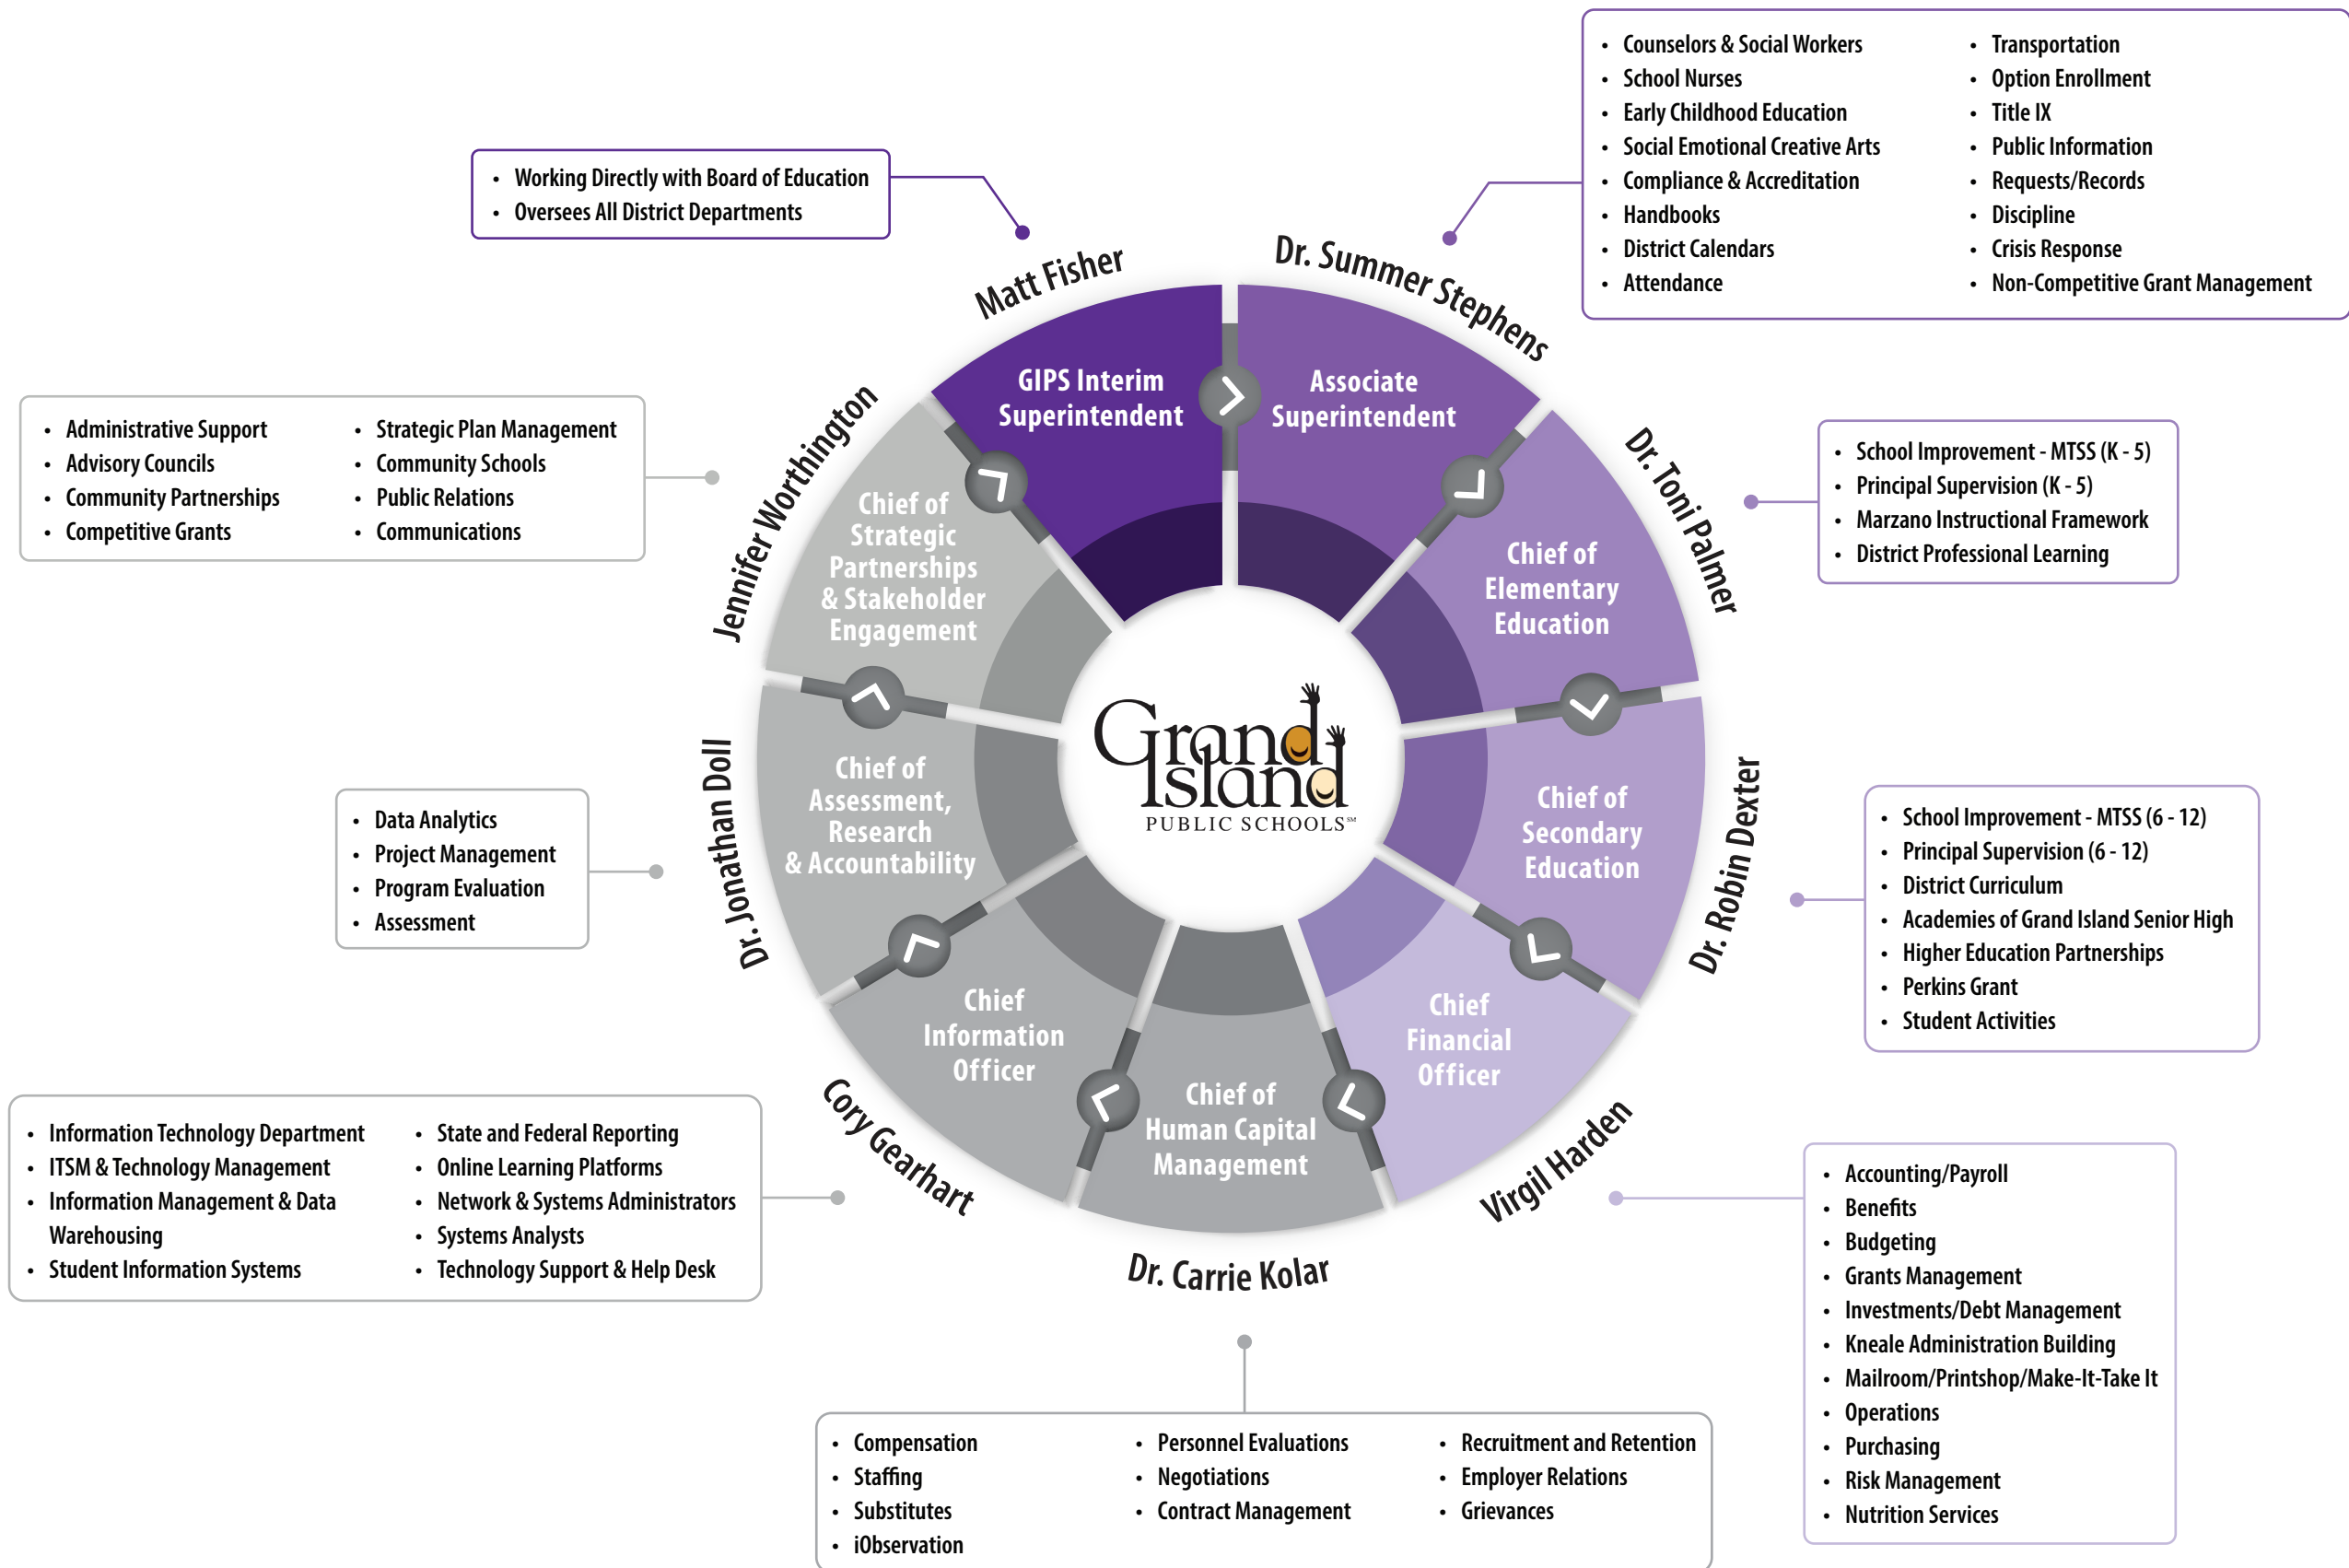 • Working Directly with Board of Education
• Oversees All District Departments
Matt Fisher
GIPS Interim
Superintendent
• Counselors & Social Workers
• School Nurses
• Early Childhood Education
• Social Emotional Creative Arts
• Compliance & Accreditation
• Handbooks
• District Calendars
• Attendance
• Transportation
• Option Enrollment
• Title IX
• Public Information
• Requests/Records
• Discipline
• Crisis Response
• Non-Competitive Grant Management
Dr. Summer Stephens
Associate
Superintendent
• School Improvement - MTSS (K - 5)
• Principal Supervision (K - 5)
• Marzano Instructional Framework
• District Professional Learning
Dr. Toni Palmer
Chief of
Elementary
Education
• School Improvement - MTSS (6 - 12)
• Principal Supervision (6 - 12)
• District Curriculum
• Academies of Grand Island Senior High
• Higher Education Partnerships
• Perkins Grant
• Student Activities
Dr. Robin Dexter
Chief of
Secondary
Education
• Accounting/Payroll
• Benefits
• Budgeting
• Grants Management
• Investments/Debt Management
• Kneale Administration Building
• Mailroom/Printshop/Make-It-Take It
• Operations
• Purchasing
• Risk Management
• Nutrition Services
Virgil Harden
Chief
Financial
Officer
• Compensation
• Staffing
• Substitutes
• iObservation
• Personnel Evaluations
• Negotiations
• Contract Management
• Recruitment and Retention
• Employer Relations
• Grievances
Dr. Carrie Kolar
Chief of
Human Capital
Management
• Information Technology Department
• ITSM & Technology Management
• Information Management & Data
Warehousing
• Student Information Systems
• State and Federal Reporting
• Online Learning Platforms
• Network & Systems Administrators
• Systems Analysts
• Technology Support & Help Desk
Cory Gearhart
Chief
Information
Officer
• Data Analytics
• Project Management
• Program Evaluation
• Assessment
Dr. Jonathan Doll
Chief of
Assessment,
Research
& Accountability
• Administrative Support
• Advisory Councils
• Community Partnerships
• Competitive Grants
• Strategic Plan Management
• Community Schools
• Public Relations
• Communications
Jennifer Worthington
Chief of
Strategic
Partnerships
& Stakeholder
Engagement
Grand
Island
PUBLIC SCHOOLS℠